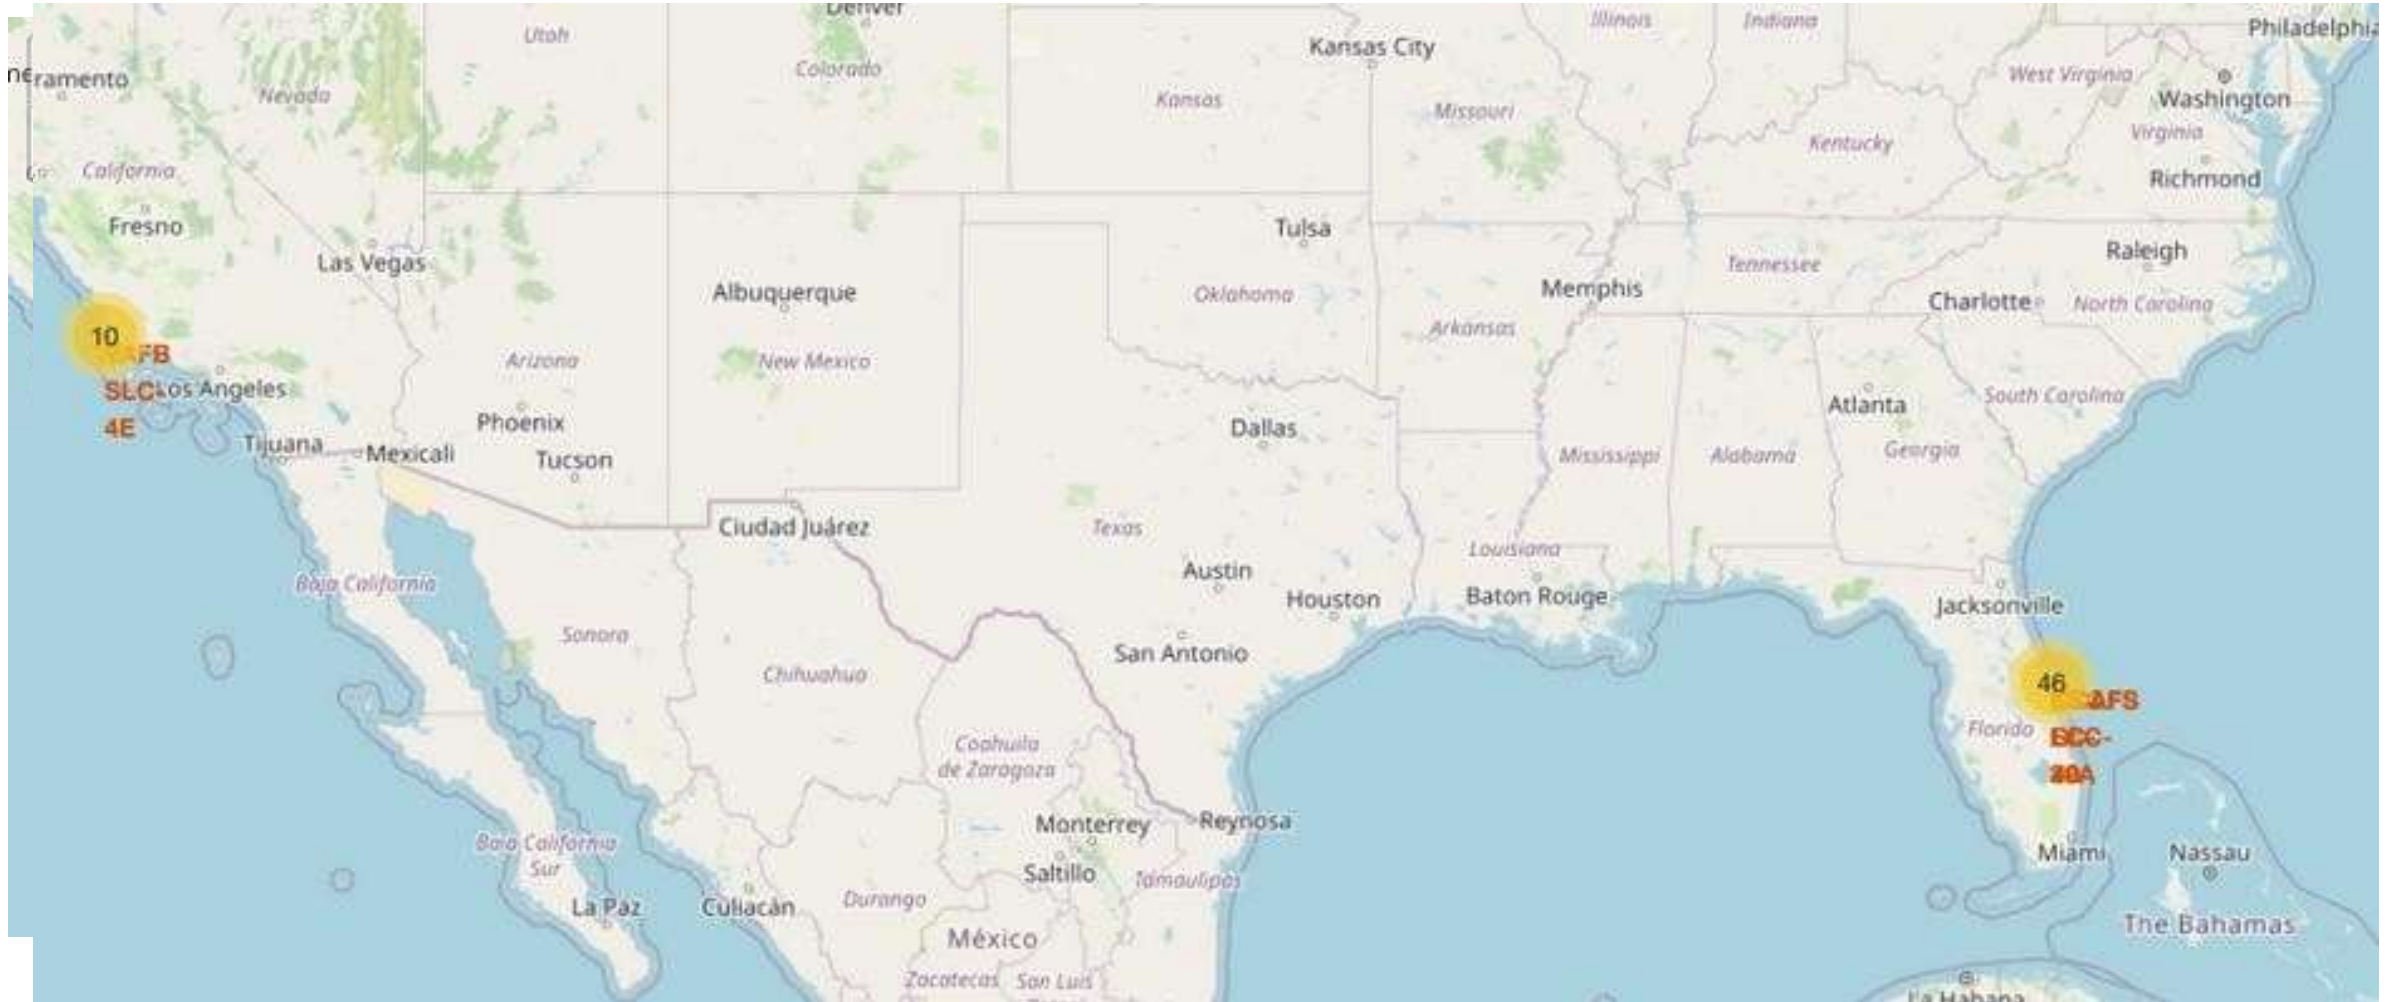 Denver
Utah
Colorado
Kansas City
Illinois
Indiana
Philadelphia
ramento
Nevada
Kansas
Missouri
West Virginia
Washington
Virginia
California
Kentucky
Richmond
Fresno
Las Vegas
Tulsa
Raleigh
Albuquerque
Oklahoma
Memphis
Tennessee
Charlotte
North Carolina
10
FB
Arizona
New Mexico
Arkansas
SLC-
Los Angeles
South Carolina
4E
Phoenix
Dallas
Atlanta
Tijuana
Mexicali
Tucson
Mississippi
Alabama
Georgia
Ciudad Juárez
Texas
Louisiana
Baja California
Austin
Houston
Baton Rouge
Jacksonville
Sonora
San Antonio
Chihuahua
46
AFS
Florida
Coahuila
de Zaragoza
Monterrey
Reynosa
Baja California
Sur
Saltillo
Tamaulipas
Miami
Nassau
La Paz
Culiacán
Durango
México
The Bahamas
Zacatecas
San Luis
La Habana